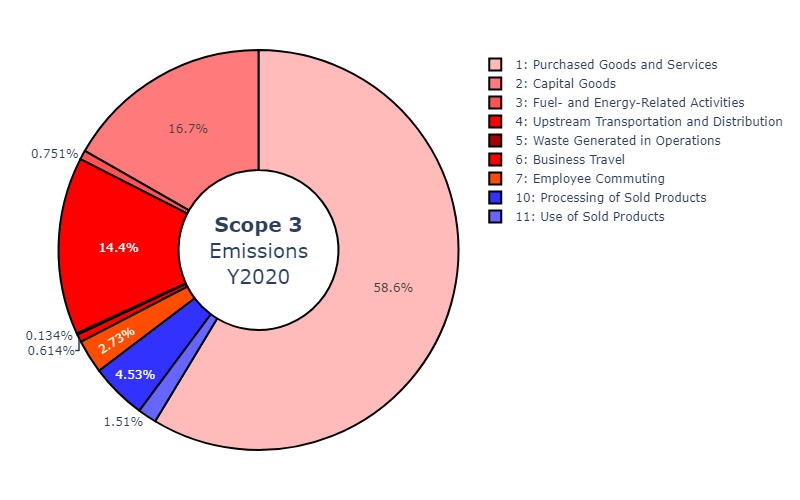 1: Purchased Goods and Services
2: Capital Goods
3: Fuel- and Energy-Related Activities
4: Upstream Transportation and Distribution
5: Waste Generated in Operations
6: Business Travel
7: Employee Commuting
10: Processing of Sold Products
11: Use of Sold Products
16.7%
0.751%
14.4%
Scope 3
Emissions
Y2020
58.6%
0.134%
0.614%
2.73%
4.53%
1.51%